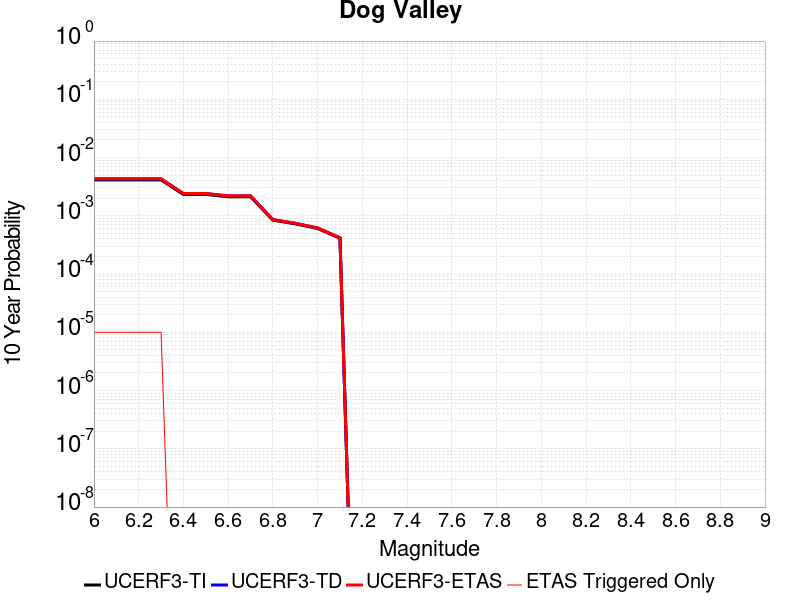 Dog Valley
10 Year Probability
10^0
10^-1
10^-2
10^-3
10^-4
10^-5
10^-6
10^-7
10^-8
6 6.2 6.4 6.6 6.8 7 7.2 7.4 7.6 7.8 8 8.2 8.4 8.6 8.8 9
Magnitude
UCERF3-TI UCERF3-TD UCERF3-ETAS ETAS Triggered Only